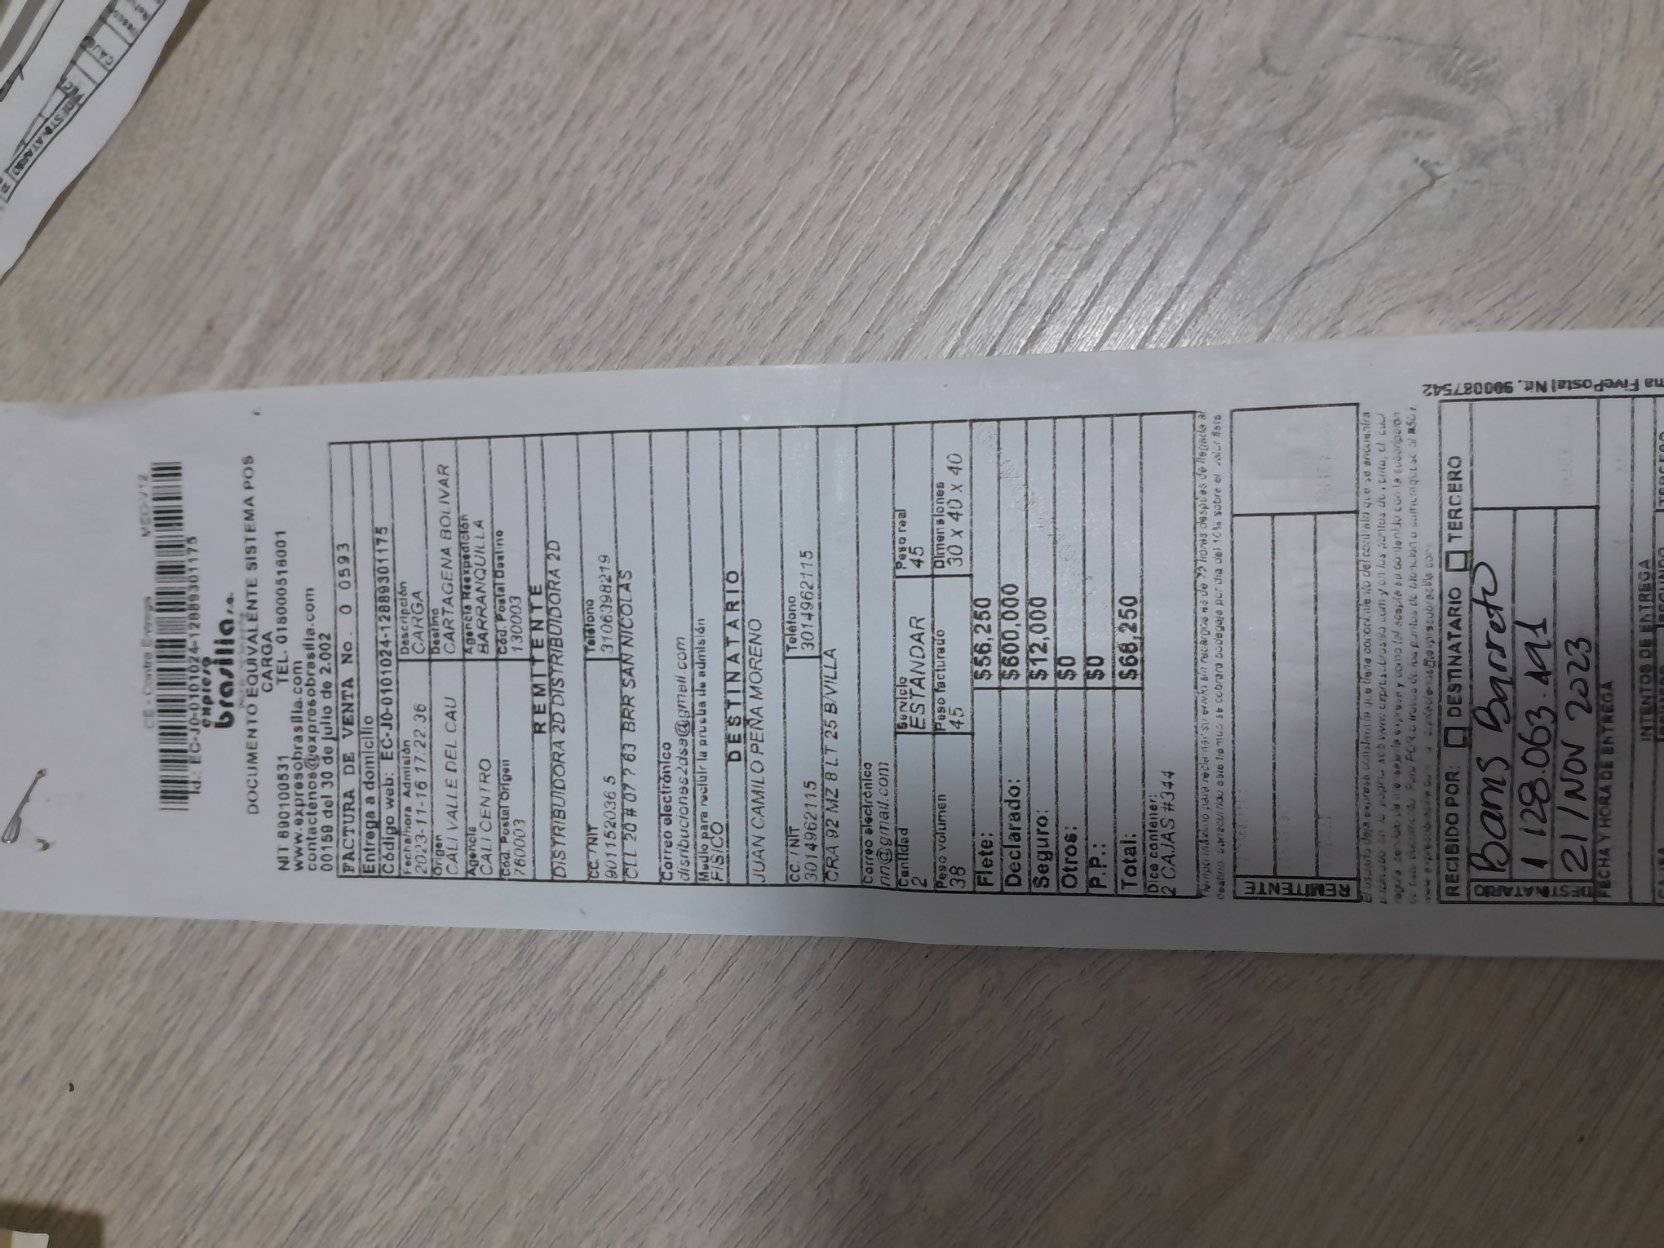 CE - Contra Entrega MED-V12
Id.: EC-J0-0101024-12889301175
expreso
brasilia s.a.
DOCUMENTO EQUIVALENTE SISTEMA POS
CARGA
NIT 890100531 TEL. 018000518001
www.expresobrasilia.com
contactenos@expresobrasilia.com
00159 del 30 de julio de 2.002
FACTURA DE VENTA No. 0 0593
Entrega a domicilio
Código web: EC-J0-0101024-12889301175
Fecha/hora Admisión Descripción
2023-11-16 17:22:36 CARGA
Origen Destino
CALI VALLE DEL CAU CARTAGENA BOLIVAR
Agencia Agencia Reexpedición
CALI CENTRO BARRANQUILLA
Cód. Postal Origen Cód. Postal Destino
760003 130003
REMITENTE
DISTRIBUIDORA 2D DISTRIBUIDORA 2D
CC. / NIT Teléfono
901152036 5 3106398219
CLL 20 # 07 ? 63 BRR SAN NICOLAS
Correo electrónico
disribuciones2dsa@gmail.com
Medio para recibir la prueba de admisión
FISICO
DESTINATARIO
JUAN CAMILO PEÑA MORENO
CC. / NIT Teléfono
3014962115 3014962115
CRA 92 MZ 8 LT 25 B/VILLA
Correo electrónico
nn@gmail.com
Cantidad Servicio Peso real
2 ESTANDAR 45
Peso volumen Peso facturado Dimensiones
38 45 30 X 40 X 40
Flete: $56,250
Declarado: $600,000
Seguro: $12,000
Otros: $0
P.P.: $0
Total: $68,250
Dice contener:
2 CAJAS #344
REMITENTE
RECIBIDO POR: DESTINATARIO TERCERO
DESTINATARIO
Bams Barreto
1.128.063.441
21/NOV 2023
FECHA Y HORA DE ENTREGA
INTENTOS DE ENTREGA
FivePostal Nit. 900087542
DESTINATARIO